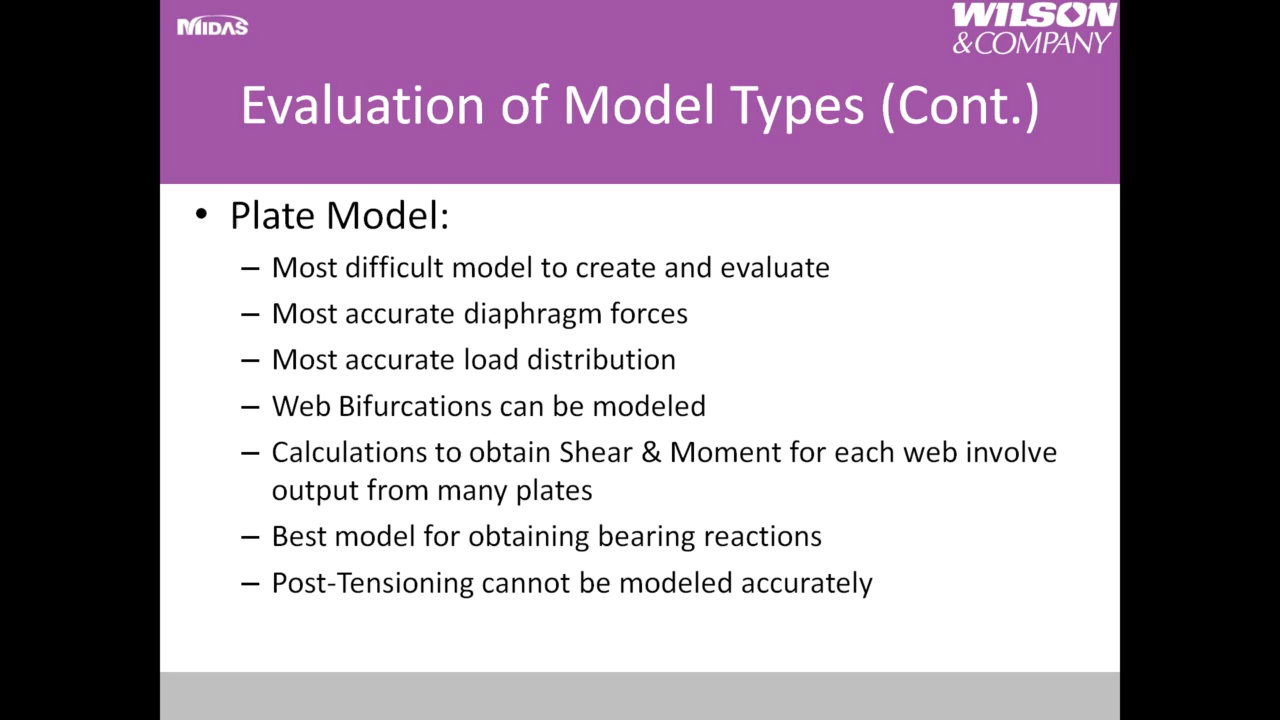 MIDAS
WILSON
&COMPANY
Evaluation of Model Types (Cont.)
• Plate Model:
– Most difficult model to create and evaluate
– Most accurate diaphragm forces
– Most accurate load distribution
– Web Bifurcations can be modeled
– Calculations to obtain Shear & Moment for each web involve
output from many plates
– Best model for obtaining bearing reactions
– Post-Tensioning cannot be modeled accurately